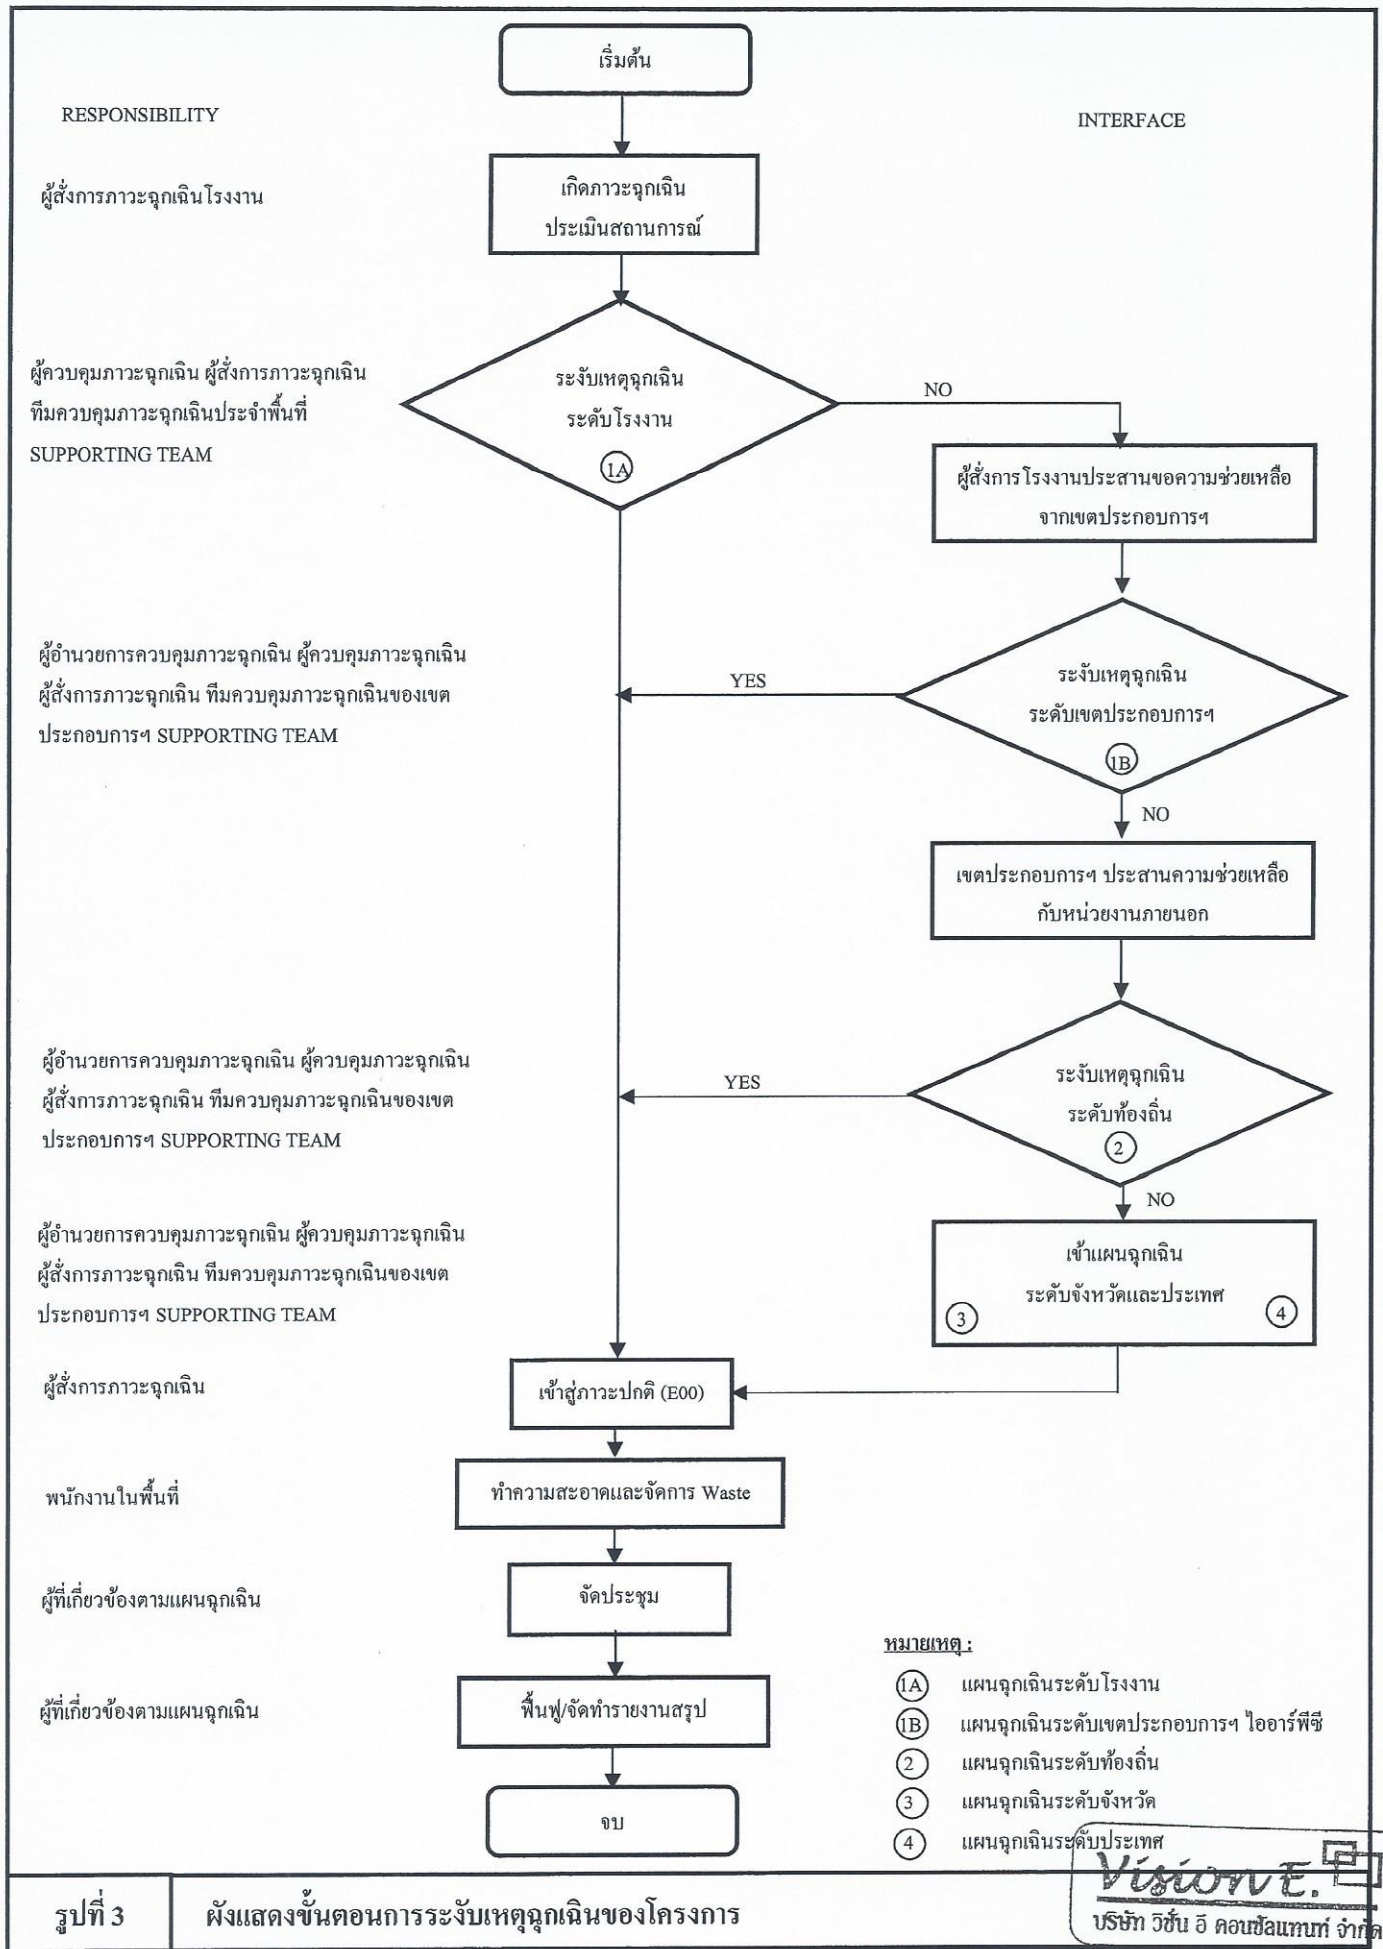 เริ่มต้น
RESPONSIBILITY
INTERFACE
ผู้สั่งการภาวะฉุกเฉินโรงงาน
เกิดภาวะฉุกเฉิน
ประเมินสถานการณ์
ผู้ควบคุมภาวะฉุกเฉิน ผู้สั่งการภาวะฉุกเฉิน
ทีมควบคุมภาวะฉุกเฉินประจำพื้นที่
SUPPORTING TEAM
ระงับเหตุฉุกเฉิน
ระดับโรงงาน
1A
NO
ผู้สั่งการโรงงานประสานขอความช่วยเหลือ
จากเขตประกอบการฯ
ผู้อำนวยการควบคุมภาวะฉุกเฉิน ผู้ควบคุมภาวะฉุกเฉิน
ผู้สั่งการภาวะฉุกเฉิน ทีมควบคุมภาวะฉุกเฉินของเขต
ประกอบการฯ SUPPORTING TEAM
YES
ระงับเหตุฉุกเฉิน
ระดับเขตประกอบการฯ
1B
NO
เขตประกอบการฯ ประสานความช่วยเหลือ
กับหน่วยงานภายนอก
ผู้อำนวยการควบคุมภาวะฉุกเฉิน ผู้ควบคุมภาวะฉุกเฉิน
ผู้สั่งการภาวะฉุกเฉิน ทีมควบคุมภาวะฉุกเฉินของเขต
ประกอบการฯ SUPPORTING TEAM
YES
ระงับเหตุฉุกเฉิน
ระดับท้องถิ่น
2
NO
ผู้อำนวยการควบคุมภาวะฉุกเฉิน ผู้ควบคุมภาวะฉุกเฉิน
ผู้สั่งการภาวะฉุกเฉิน ทีมควบคุมภาวะฉุกเฉินของเขต
ประกอบการฯ SUPPORTING TEAM
เข้าแผนฉุกเฉิน
ระดับจังหวัดและประเทศ
3 4
ผู้สั่งการภาวะฉุกเฉิน
เข้าสู่ภาวะปกติ (E00)
พนักงานในพื้นที่
ทำความสะอาดและจัดการ Waste
ผู้ที่เกี่ยวข้องตามแผนฉุกเฉิน
จัดประชุม
ผู้ที่เกี่ยวข้องตามแผนฉุกเฉิน
ฟื้นฟู/จัดทำรายงานสรุป
จบ
หมายเหตุ :
1A แผนฉุกเฉินระดับโรงงาน
1B แผนฉุกเฉินระดับเขตประกอบการฯ ไออาร์พีซี
2 แผนฉุกเฉินระดับท้องถิ่น
3 แผนฉุกเฉินระดับจังหวัด
4 แผนฉุกเฉินระดับประเทศ
Vision E.
บริษัท วิชั่น อี คอนซัลแทนท์ จำกัด
รูปที่ 3 ผังแสดงขั้นตอนการระงับเหตุฉุกเฉินของโครงการ